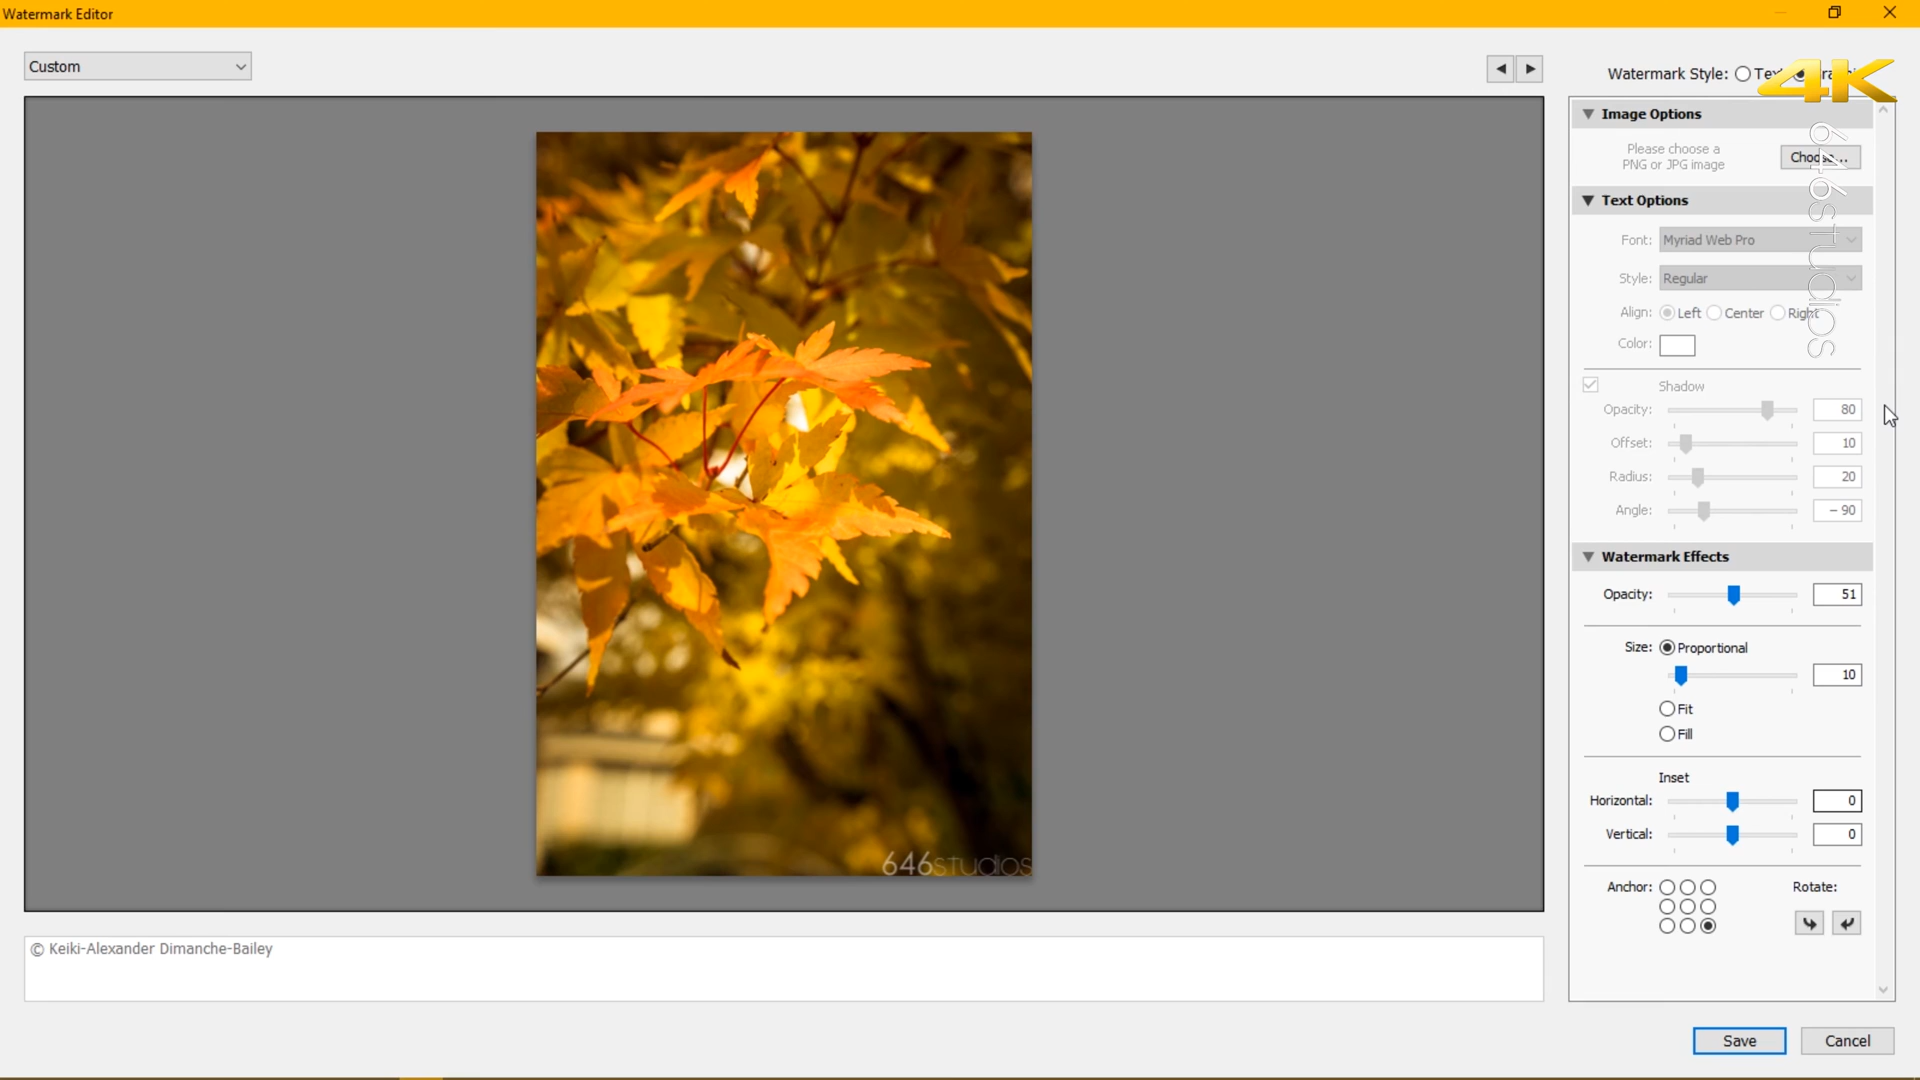 Watermark Editor
Custom
Watermark Style:
4K
646studios
Image Options
Please choose a
PNG or JPG image
Choose...
Text Options
Font: Myriad Web Pro
Style: Regular
Align: Left Center Right
Color:
Shadow
Opacity: 80
Offset: 10
Radius: 20
Angle: – 90
Watermark Effects
Opacity: 51
Size: Proportional
10
Fit
Fill
Inset
Horizontal: 0
Vertical: 0
Anchor: Rotate:
646studios
© Keiki-Alexander Dimanche-Bailey
Save Cancel